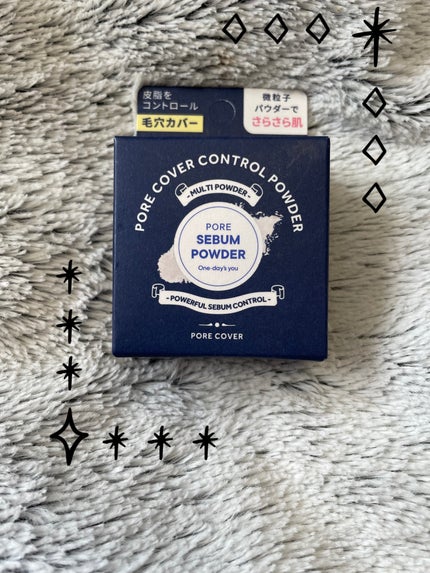 皮脂を
コントロール
毛穴カバー
微粒子
パウダーで
さらさら肌
PORE COVER CONTROL POWDER
-MULTI POWDER-
PORE
SEBUM
POWDER
One-day's you
-POWERFUL SEBUM CONTROL-
PORE COVER